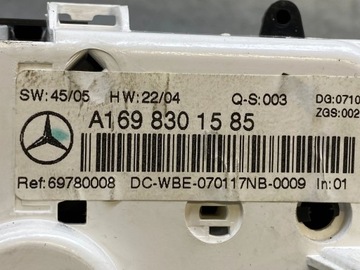 SW: 45/05 HW: 22/04 Q-S: 003 DG:0710
ZGS:002
A169 830 15 85
Ref: 69780008 DC-WBE-070117NB-0009 In:01